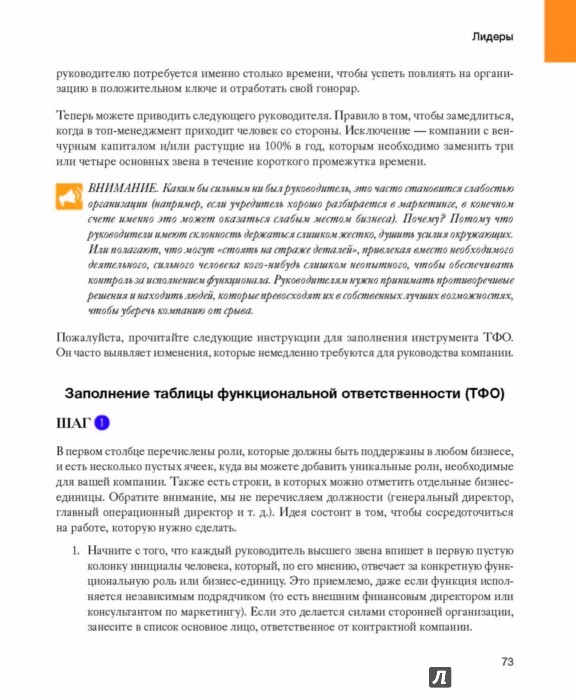 Лидеры
руководителю потребуется именно столько времени, чтобы успеть повлиять на органи-
зацию в положительном ключе и отработать свой гонорар.
Теперь можете приводить следующего руководителя. Правило в том, чтобы замедлиться,
когда в топ-менеджмент приходит человек со стороны. Исключение — компании с вен-
чурным капиталом и/или растущие на 100% в год, которым необходимо заменить три
или четыре основных звена в течение короткого промежутка времени.
ВНИМАНИЕ. Каким бы сильным ни был руководитель, это часто становится слабостью
организации (например, если учредитель хорошо разбирается в маркетинге, в конечном
счете именно это может оказаться слабым местом бизнеса). Почему? Потому что
руководители имеют склонность держаться слишком жестко, душить усилия окружающих.
Или полагают, что могут «стоять на страже деталей», привлекая вместо необходимого
деятельного, сильного человека кого-нибудь слишком неопытного, чтобы обеспечивать
контроль за исполнением функционала. Руководителям нужно принимать противоречивые
решения и находить людей, которые превосходят их в собственных лучших возможностях,
чтобы уберечь компанию от срыва.
Пожалуйста, прочитайте следующие инструкции для заполнения инструмента ТФО.
Он часто выявляет изменения, которые немедленно требуются для руководства компании.
Заполнение таблицы функциональной ответственности (ТФО)
ШАГ 1
В первом столбце перечислены роли, которые должны быть поддержаны в любом бизнесе,
и есть несколько пустых ячеек, куда вы можете добавить уникальные роли, необходимые
для вашей компании. Также есть строки, в которых можно отметить отдельные бизнес-
единицы. Обратите внимание, мы не перечисляем должности (генеральный директор,
главный операционный директор и т. д.). Идея состоит в том, чтобы сосредоточиться
на работе, которую нужно сделать.
1. Начните с того, что каждый руководитель высшего звена впишет в первую пустую
колонку инициалы человека, который, по его мнению, отвечает за конкретную функ-
циональную роль или бизнес-единицу. Это приемлемо, даже если функция испол-
няется независимым подрядчиком (то есть внешним финансовым директором или
консультантом по маркетингу). Если это делается силами сторонней организации,
занесите в список основное лицо, ответственное от контрактной компании.
73